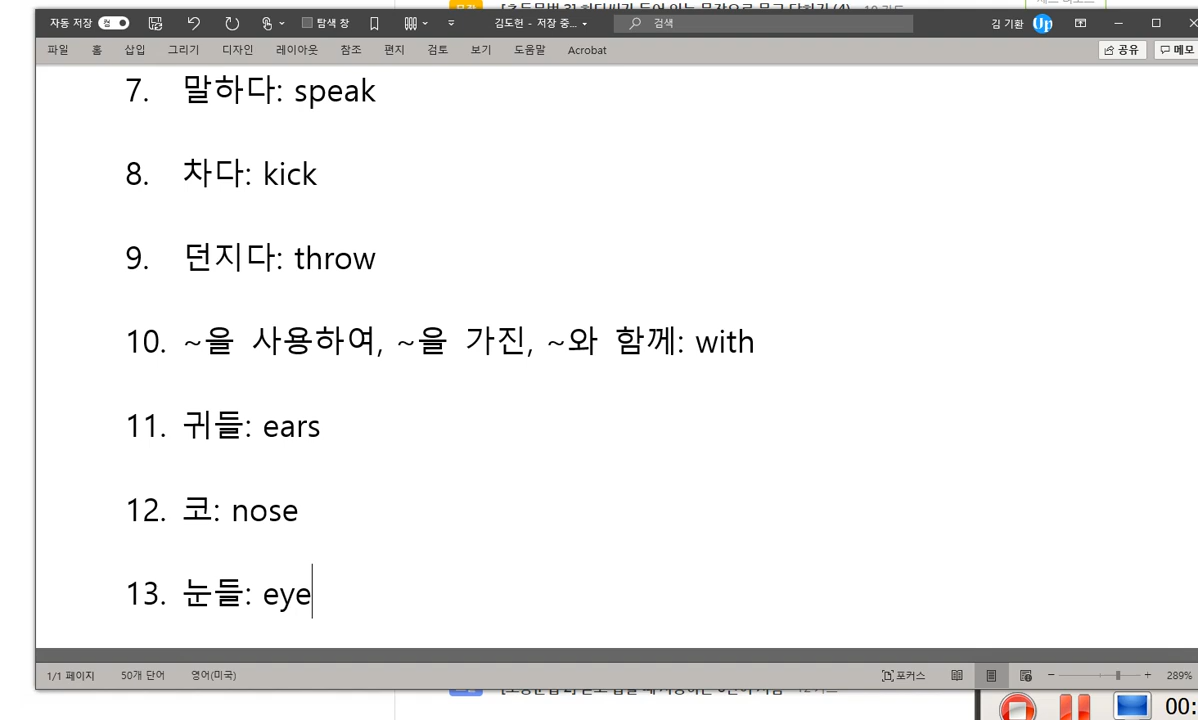 자동 저장 탐색 창 김도헌 - 저장 중... 검색 김 기환 Up
파일 홈 삽입 그리기 디자인 레이아웃 참조 편지 검토 보기 도움말 Acrobat 공유 메모
7. 말하다: speak
8. 차다: kick
9. 던지다: throw
10. ~을 사용하여, ~을 가진, ~와 함께: with
11. 귀들: ears
12. 코: nose
13. 눈들: eye
1/1 페이지 50개 단어 영어(미국) 포커스 289%
00: